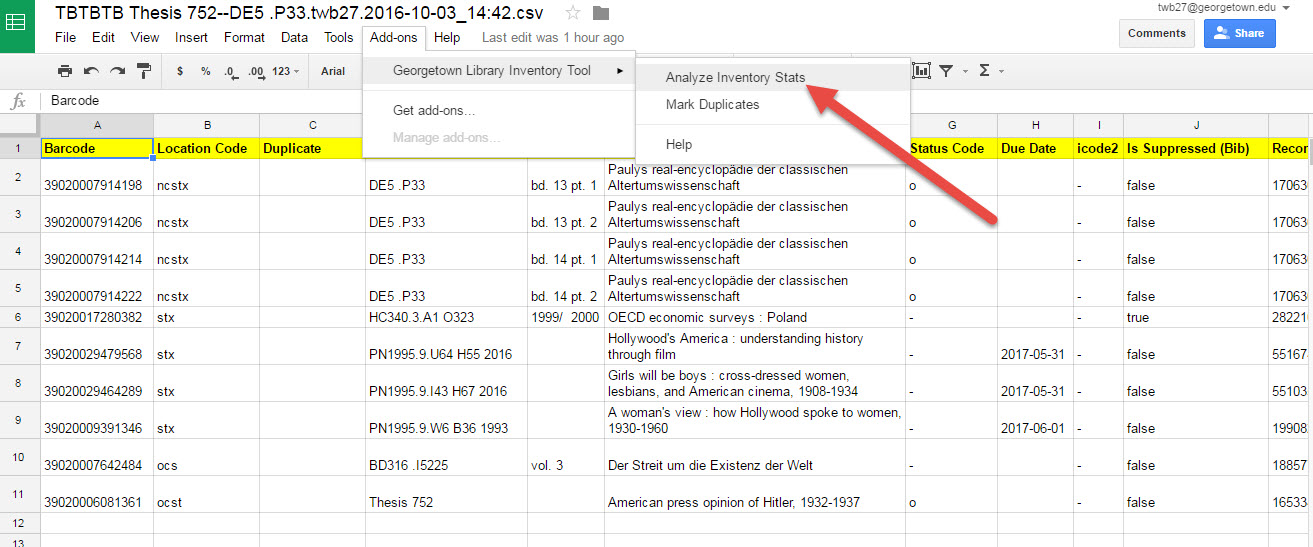 TBTBTB Thesis 752--DE5 .P33.twb27.2016-10-03_14:42.csv
twb27@georgetown.edu
File Edit View Insert Format Data Tools Add-ons Help Last edit was 1 hour ago
Comments Share
$ % .0 .00 123 Arial
Georgetown Library Inventory Tool
Analyze Inventory Stats
Mark Duplicates
Help
Get add-ons...
Manage add-ons...
fx Barcode
A B C G H I J
1 Barcode Location Code Duplicate Status Code Due Date icode2 Is Suppressed (Bib) Recor
2 39020007914198 ncstx DE5 .P33 bd. 13 pt. 1 Paulys real-encyclopädie der classischen Altertumswissenschaft o - false 17063
3 39020007914206 ncstx DE5 .P33 bd. 13 pt. 2 Paulys real-encyclopädie der classischen Altertumswissenschaft o - false 17063
4 39020007914214 ncstx DE5 .P33 bd. 14 pt. 1 Paulys real-encyclopädie der classischen Altertumswissenschaft o - false 17063
5 39020007914222 ncstx DE5 .P33 bd. 14 pt. 2 Paulys real-encyclopädie der classischen Altertumswissenschaft o - false 17063
6 39020017280382 stx HC340.3.A1 O323 1999/ 2000 OECD economic surveys : Poland - - true 28221
7 39020029479568 stx PN1995.9.U64 H55 2016 Hollywood's America : understanding history through film - 2017-05-31 - false 55167
8 39020029464289 stx PN1995.9.I43 H67 2016 Girls will be boys : cross-dressed women, lesbians, and American cinema, 1908-1934 - 2017-05-31 - false 55103
9 39020009391346 stx PN1995.9.W6 B36 1993 A woman's view : how Hollywood spoke to women, 1930-1960 - 2017-06-01 - false 19908
10 39020007642484 ocs BD316 .I5225 vol. 3 Der Streit um die Existenz der Welt - - false 18857
11 39020006081361 ocst Thesis 752 American press opinion of Hitler, 1932-1937 o - false 16533
12
13